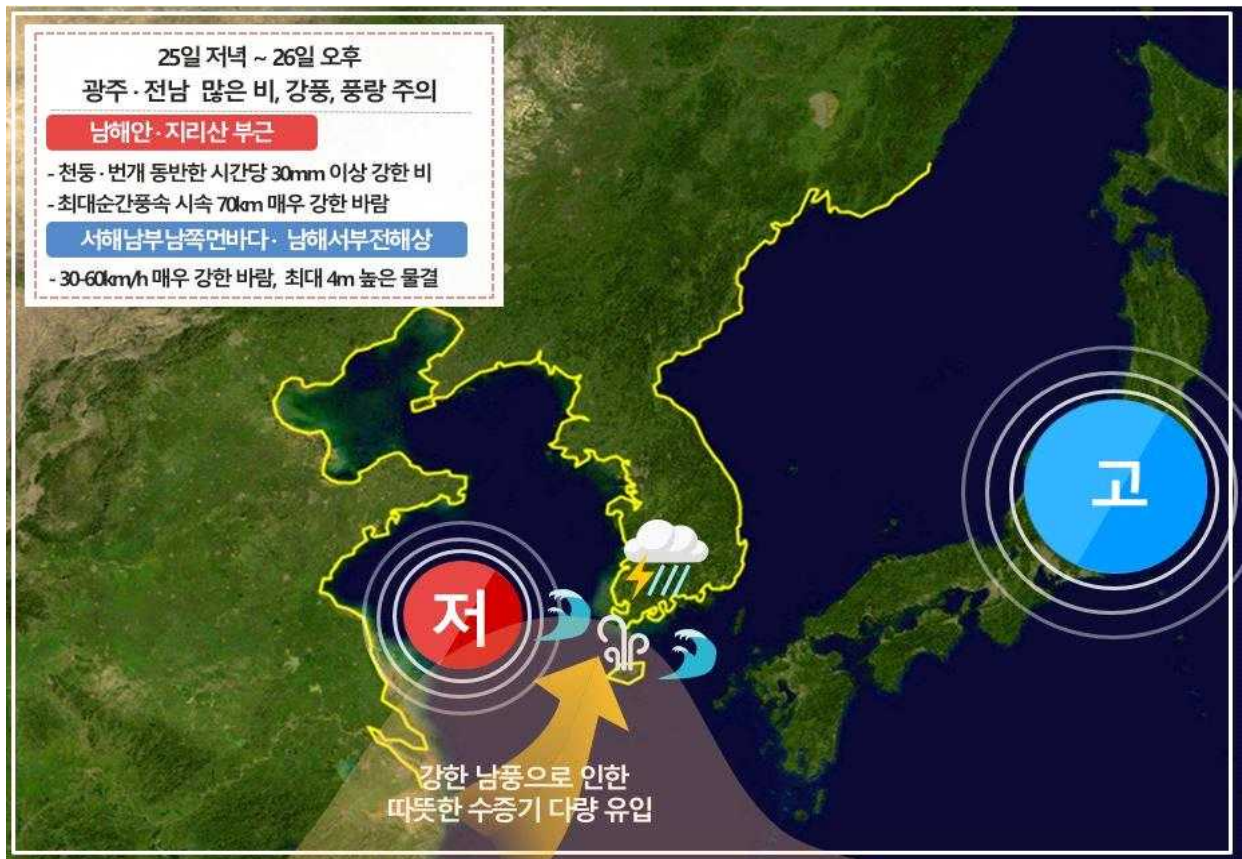 25일 저녁 ~ 26일 오후
광주 · 전남 많은 비, 강풍, 풍랑 주의
남해안 · 지리산 부근
- 천둥 · 번개 동반한 시간당 30mm 이상 강한 비
- 최대순간풍속 시속 70km 매우 강한 바람
서해남부남쪽먼바다 · 남해서부전해상
- 30-60km/h 매우 강한 바람, 최대 4m 높은 물결
고
저
강한 남풍으로 인한
따뜻한 수증기 다량 유입